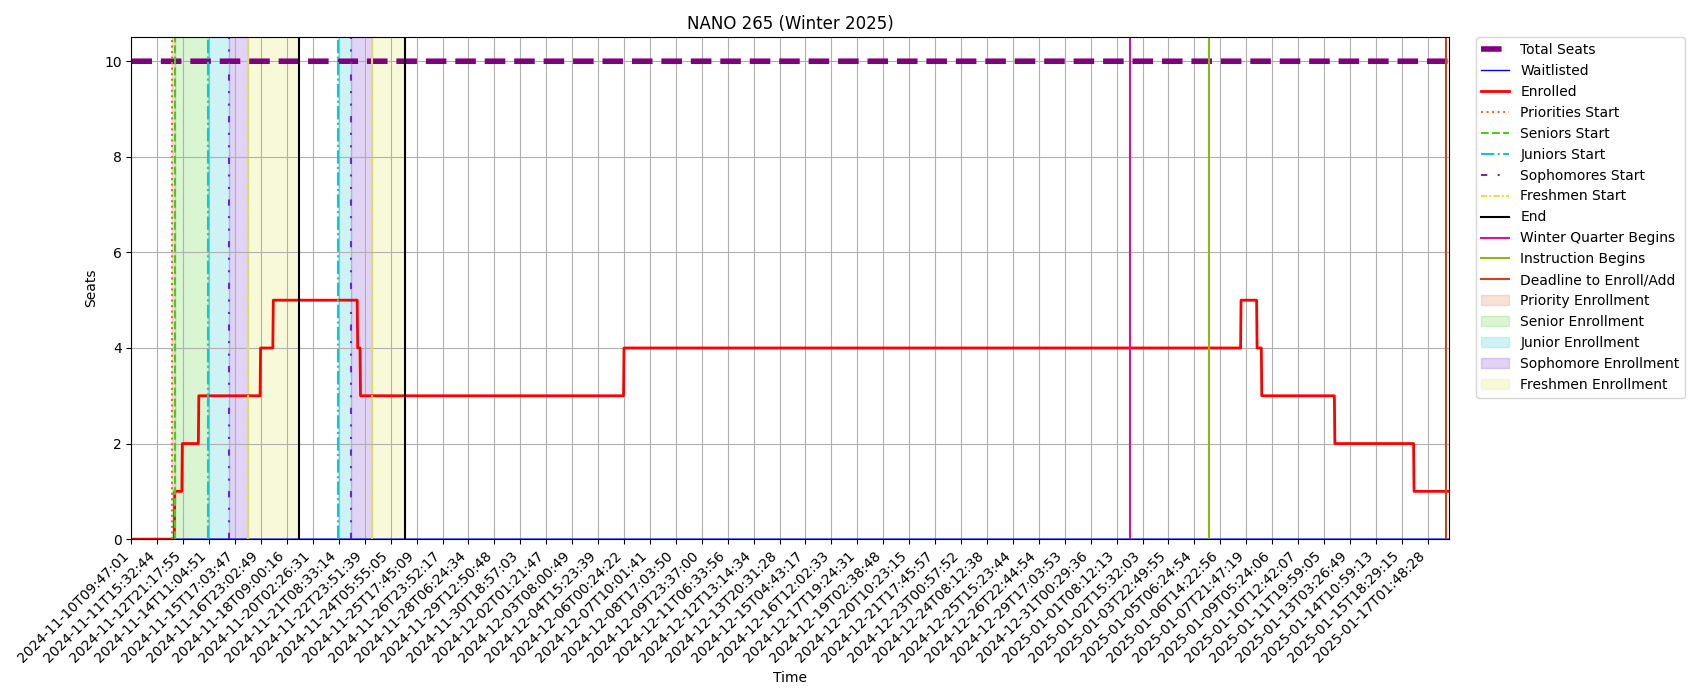 NANO 265 (Winter 2025)
Seats
10
8
6
4
2
0
2024-11-10T09:47:01
2024-11-11T15:32:44
2024-11-12T21:17:55
2024-11-14T11:04:51
2024-11-15T17:03:47
2024-11-16T23:02:49
2024-11-18T09:00:16
2024-11-20T02:26:31
2024-11-21T08:33:14
2024-11-22T23:51:39
2024-11-24T05:55:05
2024-11-25T17:45:09
2024-11-26T23:52:17
2024-11-28T06:24:34
2024-11-29T12:50:48
2024-11-30T18:57:03
2024-12-02T01:21:47
2024-12-03T08:00:49
2024-12-04T15:23:39
2024-12-06T00:24:22
2024-12-07T10:01:41
2024-12-08T17:03:50
2024-12-09T23:37:00
2024-12-11T06:33:56
2024-12-12T13:14:34
2024-12-13T20:31:28
2024-12-15T04:43:17
2024-12-16T12:02:33
2024-12-17T19:24:31
2024-12-19T02:38:48
2024-12-20T10:23:15
2024-12-21T17:45:57
2024-12-23T00:57:52
2024-12-24T08:12:38
2024-12-25T15:23:44
2024-12-26T22:44:54
2024-12-29T17:03:53
2024-12-31T00:29:36
2025-01-01T08:12:13
2025-01-02T15:32:03
2025-01-03T22:49:55
2025-01-05T06:24:54
2025-01-06T14:22:56
2025-01-07T21:47:19
2025-01-09T05:24:06
2025-01-10T12:42:07
2025-01-11T19:59:05
2025-01-13T03:26:49
2025-01-14T10:59:13
2025-01-15T18:29:15
2025-01-17T01:48:28
Time
Total Seats
Waitlisted
Enrolled
Priorities Start
Seniors Start
Juniors Start
Sophomores Start
Freshmen Start
End
Winter Quarter Begins
Instruction Begins
Deadline to Enroll/Add
Priority Enrollment
Senior Enrollment
Junior Enrollment
Sophomore Enrollment
Freshmen Enrollment